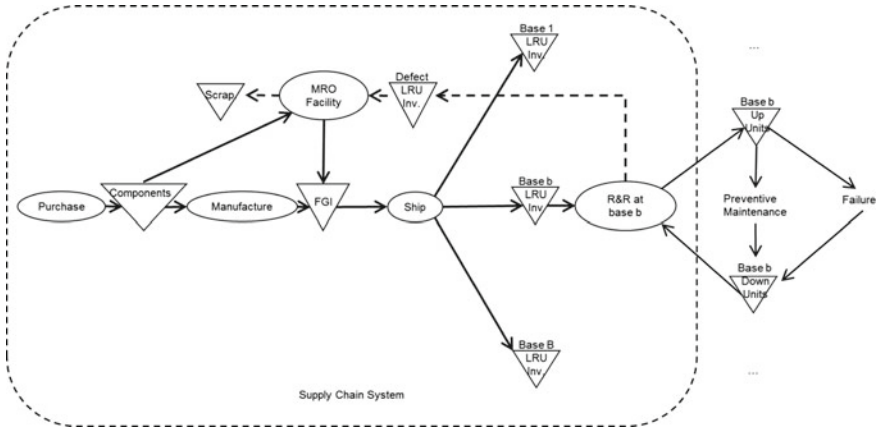 Base 1
LRU
Inv.
...
MRO
Facility
Defect
LRU
Inv.
Scrap
Base b
Up
Units
Components
Purchase
Manufacture
FGI
Ship
Base b
LRU
Inv.
R&R at
base b
Preventive
Maintenance
Failure
Base b
Down
Units
Base B
LRU
Inv.
...
Supply Chain System